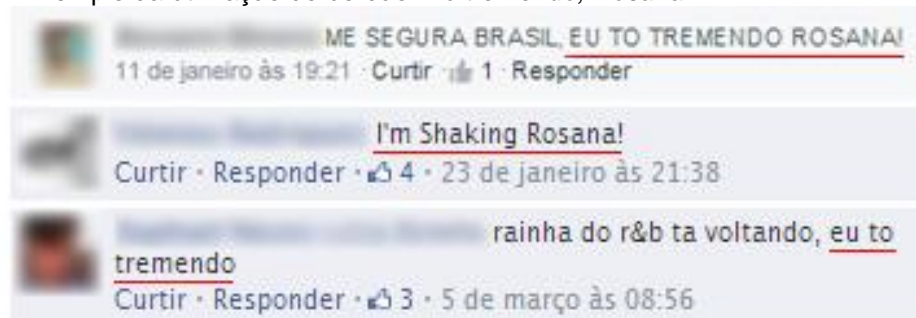 ME SEGURA BRASIL, EU TO TREMENDO ROSANA!
11 de janeiro às 19:21 · Curtir · 1 · Responder
I'm Shaking Rosana!
Curtir · Responder · 4 · 23 de janeiro às 21:38
rainha do r&b ta voltando, eu to
tremendo
Curtir · Responder · 3 · 5 de março às 08:56